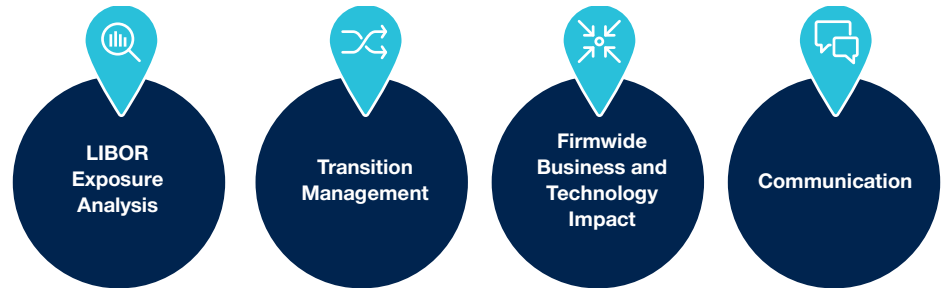 LIBOR
Exposure
Analysis
Transition
Management
Firmwide
Business and
Technology
Impact
Communication